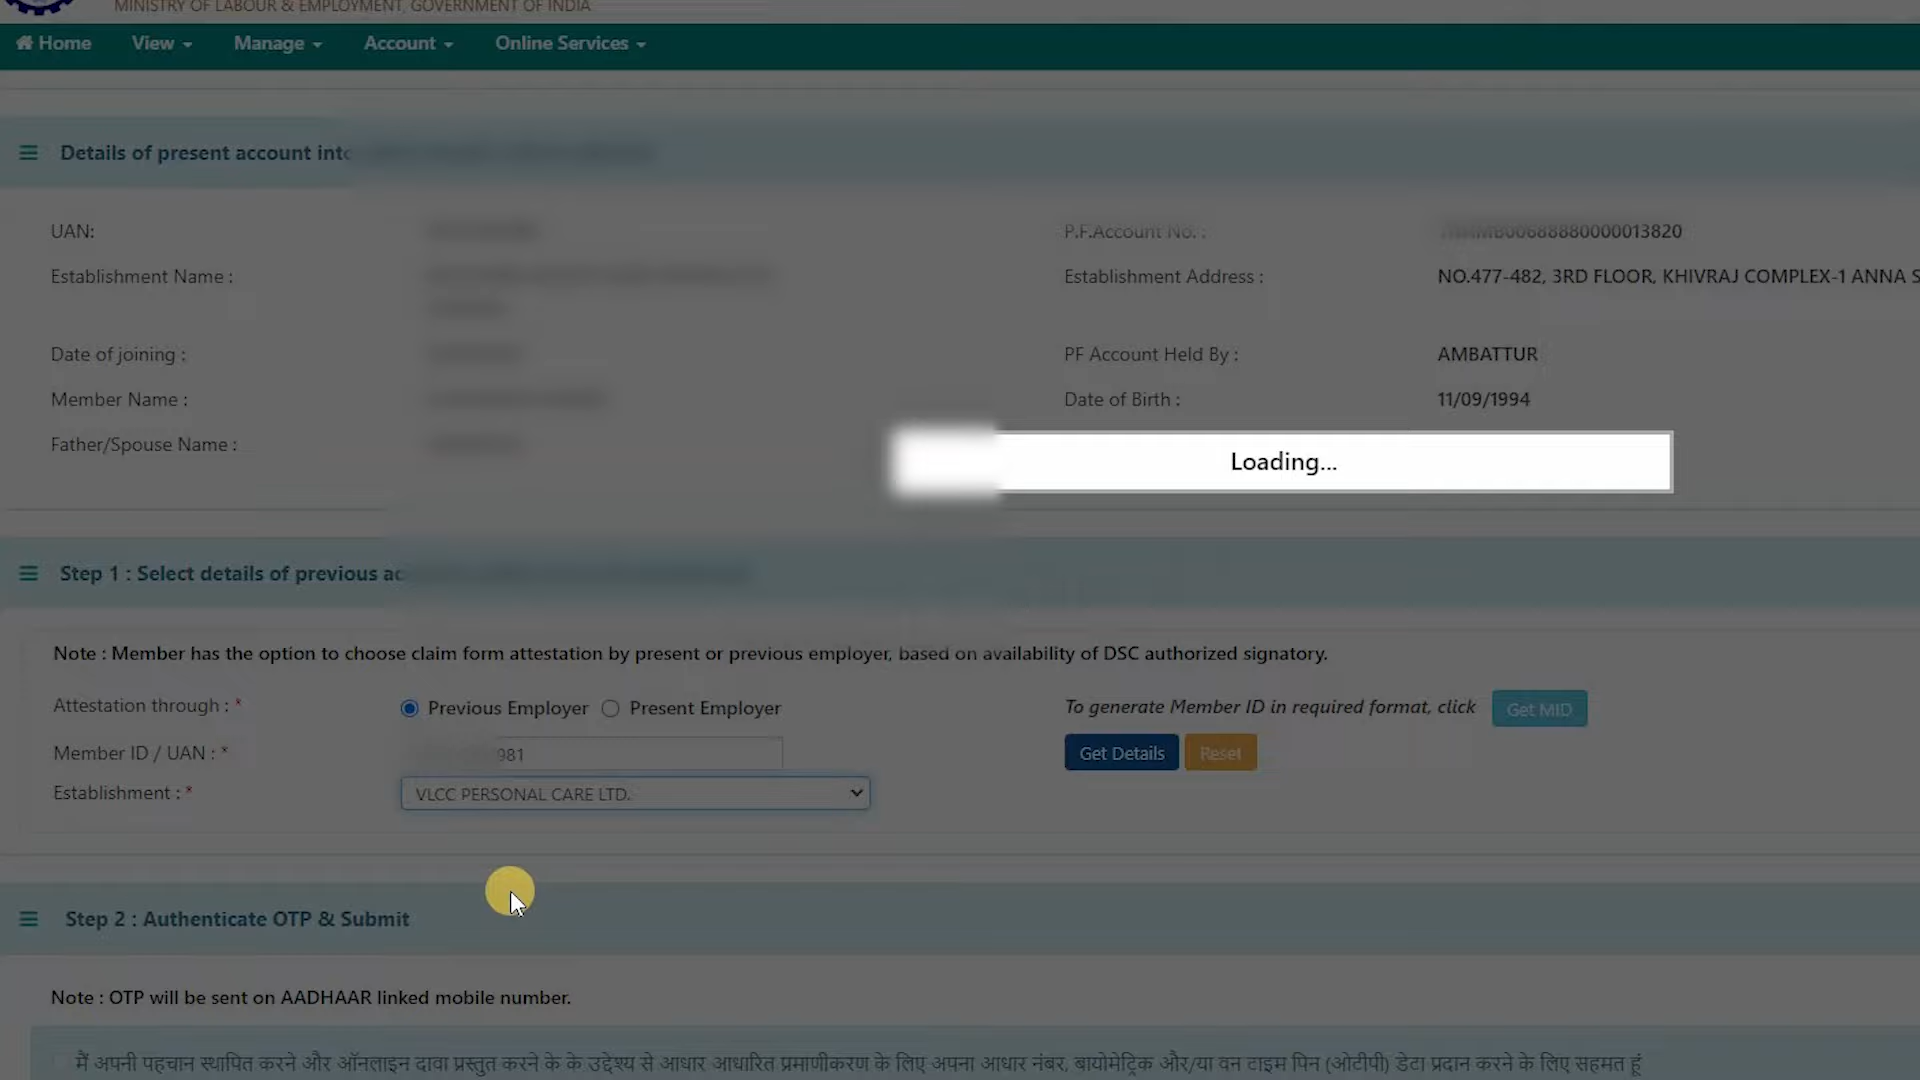 MINISTRY OF LABOUR & EMPLOYMENT, GOVERNMENT OF INDIA
Home View Manage Account Online Services
Details of present account into
UAN: P.F.Account No. : 00688880000013820
Establishment Name : Establishment Address : NO.477-482, 3RD FLOOR, KHIVRAJ COMPLEX-1 ANNA S
Date of joining : PF Account Held By : AMBATTUR
Member Name : Date of Birth : 11/09/1994
Father/Spouse Name :
Loading...
Step 1 : Select details of previous
Note : Member has the option to choose claim form attestation by present or previous employer, based on availability of DSC authorized signatory.
Attestation through : * Previous Employer Present Employer To generate Member ID in required format, click Get MID
Member ID / UAN : * 981 Get Details Reset
Establishment : * VLCC PERSONAL CARE LTD.
Step 2 : Authenticate OTP & Submit
Note : OTP will be sent on AADHAAR linked mobile number.
मैं अपनी पहचान स्थापित करने और ऑनलाइन दावा प्रस्तुत करने के के उद्देश्य से आधार आधारित प्रमाणीकरण के लिए अपना आधार नंबर, बायोमेट्रिक और/या वन टाइम पिन (ओटीपी) डेटा प्रदान करने के लिए सहमत हूं